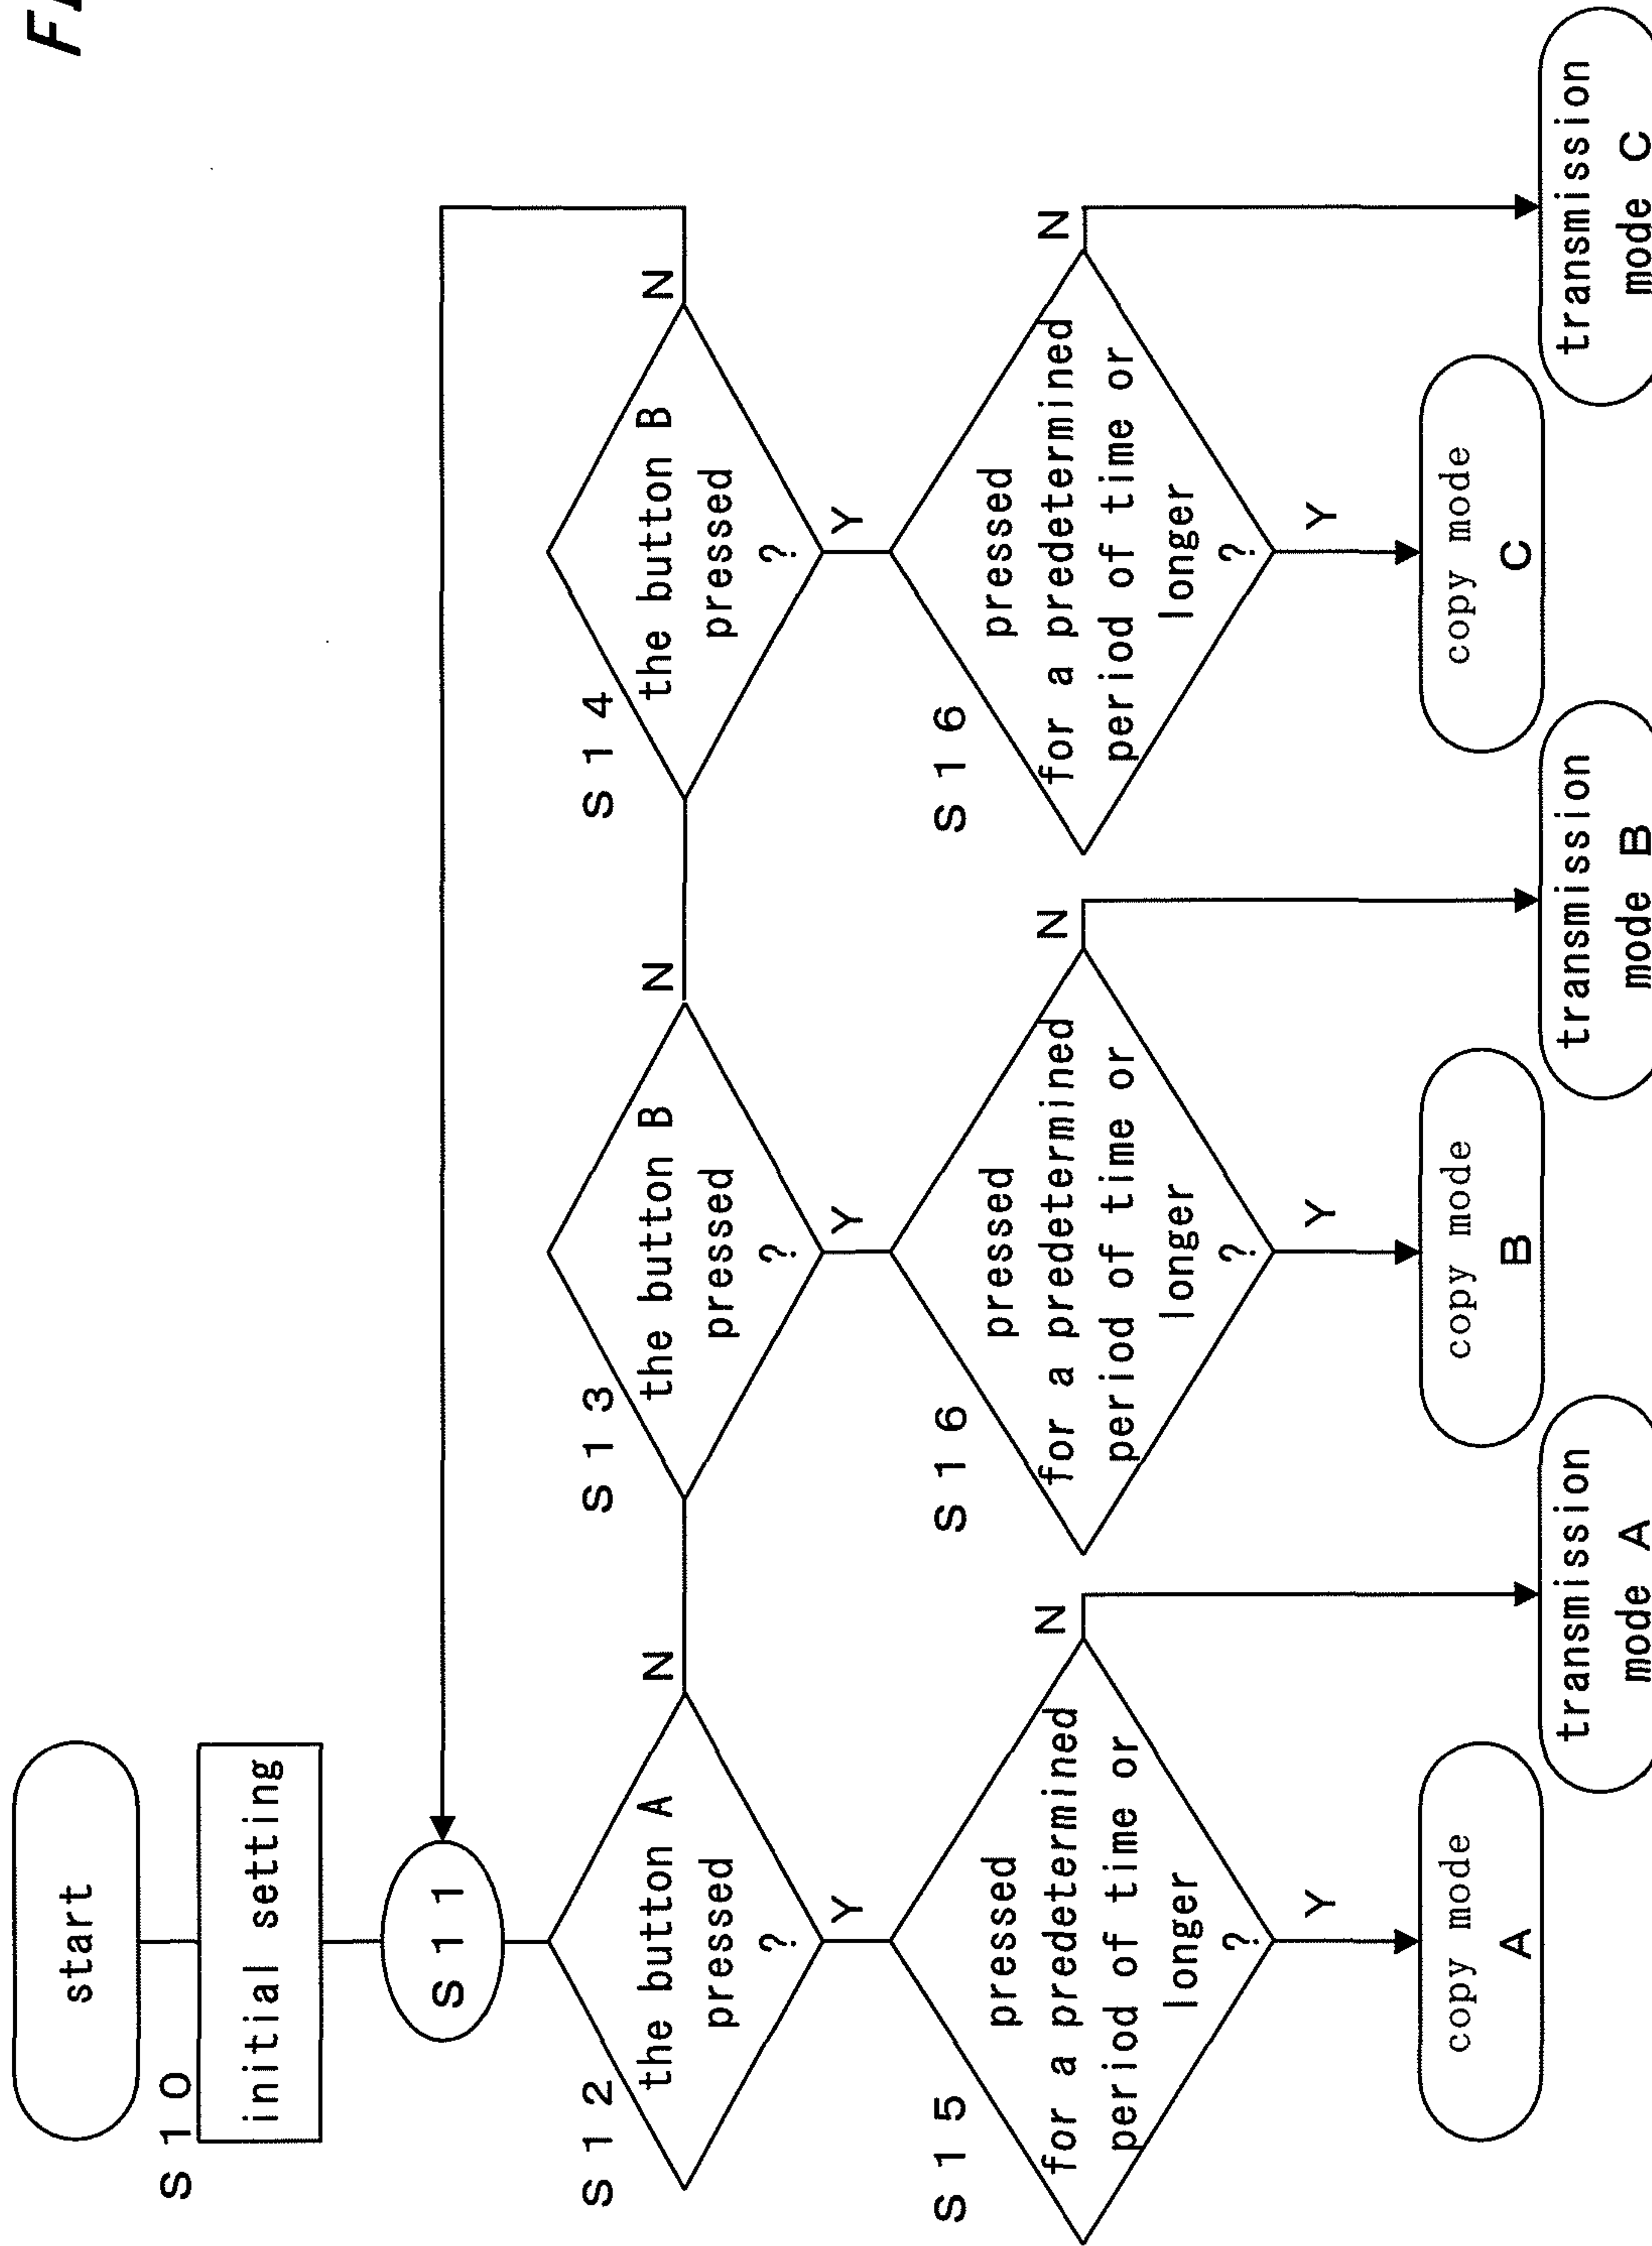 F
start
S10
initial setting
S11
S12
the button A
pressed
?
N
Y
S13
the button B
pressed
?
N
Y
S14
the button B
pressed
?
N
Y
S15
pressed
for a predetermined
period of time or
longer
?
N
Y
S16
pressed
for a predetermined
period of time or
longer
?
N
Y
S16
pressed
for a predetermined
period of time or
longer
?
N
Y
copy mode
A
transmission
mode A
copy mode
B
transmission
mode B
copy mode
C
transmission
mode C